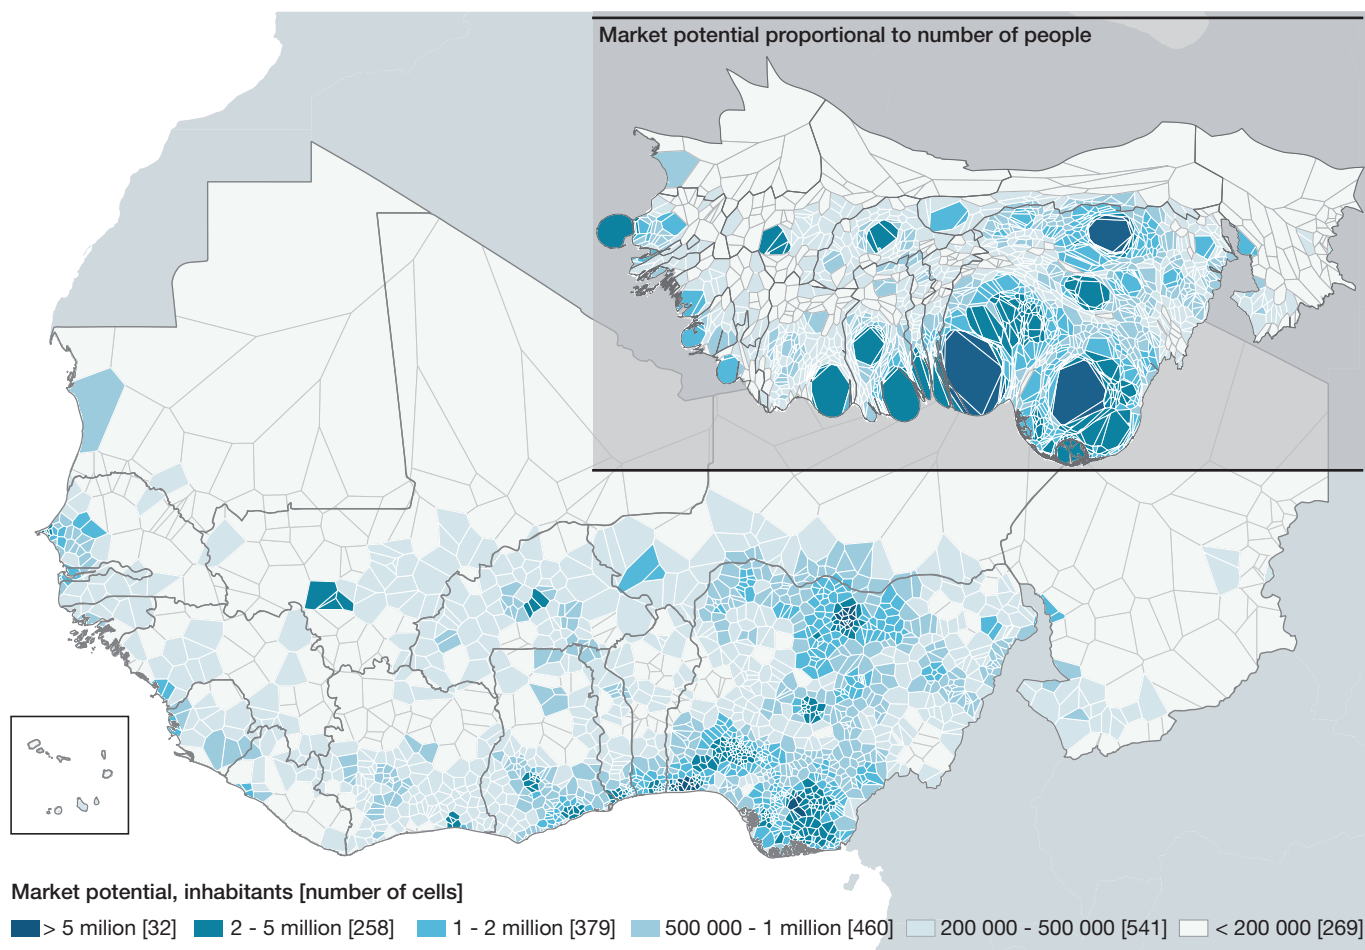 Market potential proportional to number of people
Market potential, inhabitants [number of cells]
> 5 milion [32] 2 - 5 million [258] 1 - 2 million [379] 500 000 - 1 million [460] 200 000 - 500 000 [541] < 200 000 [269]